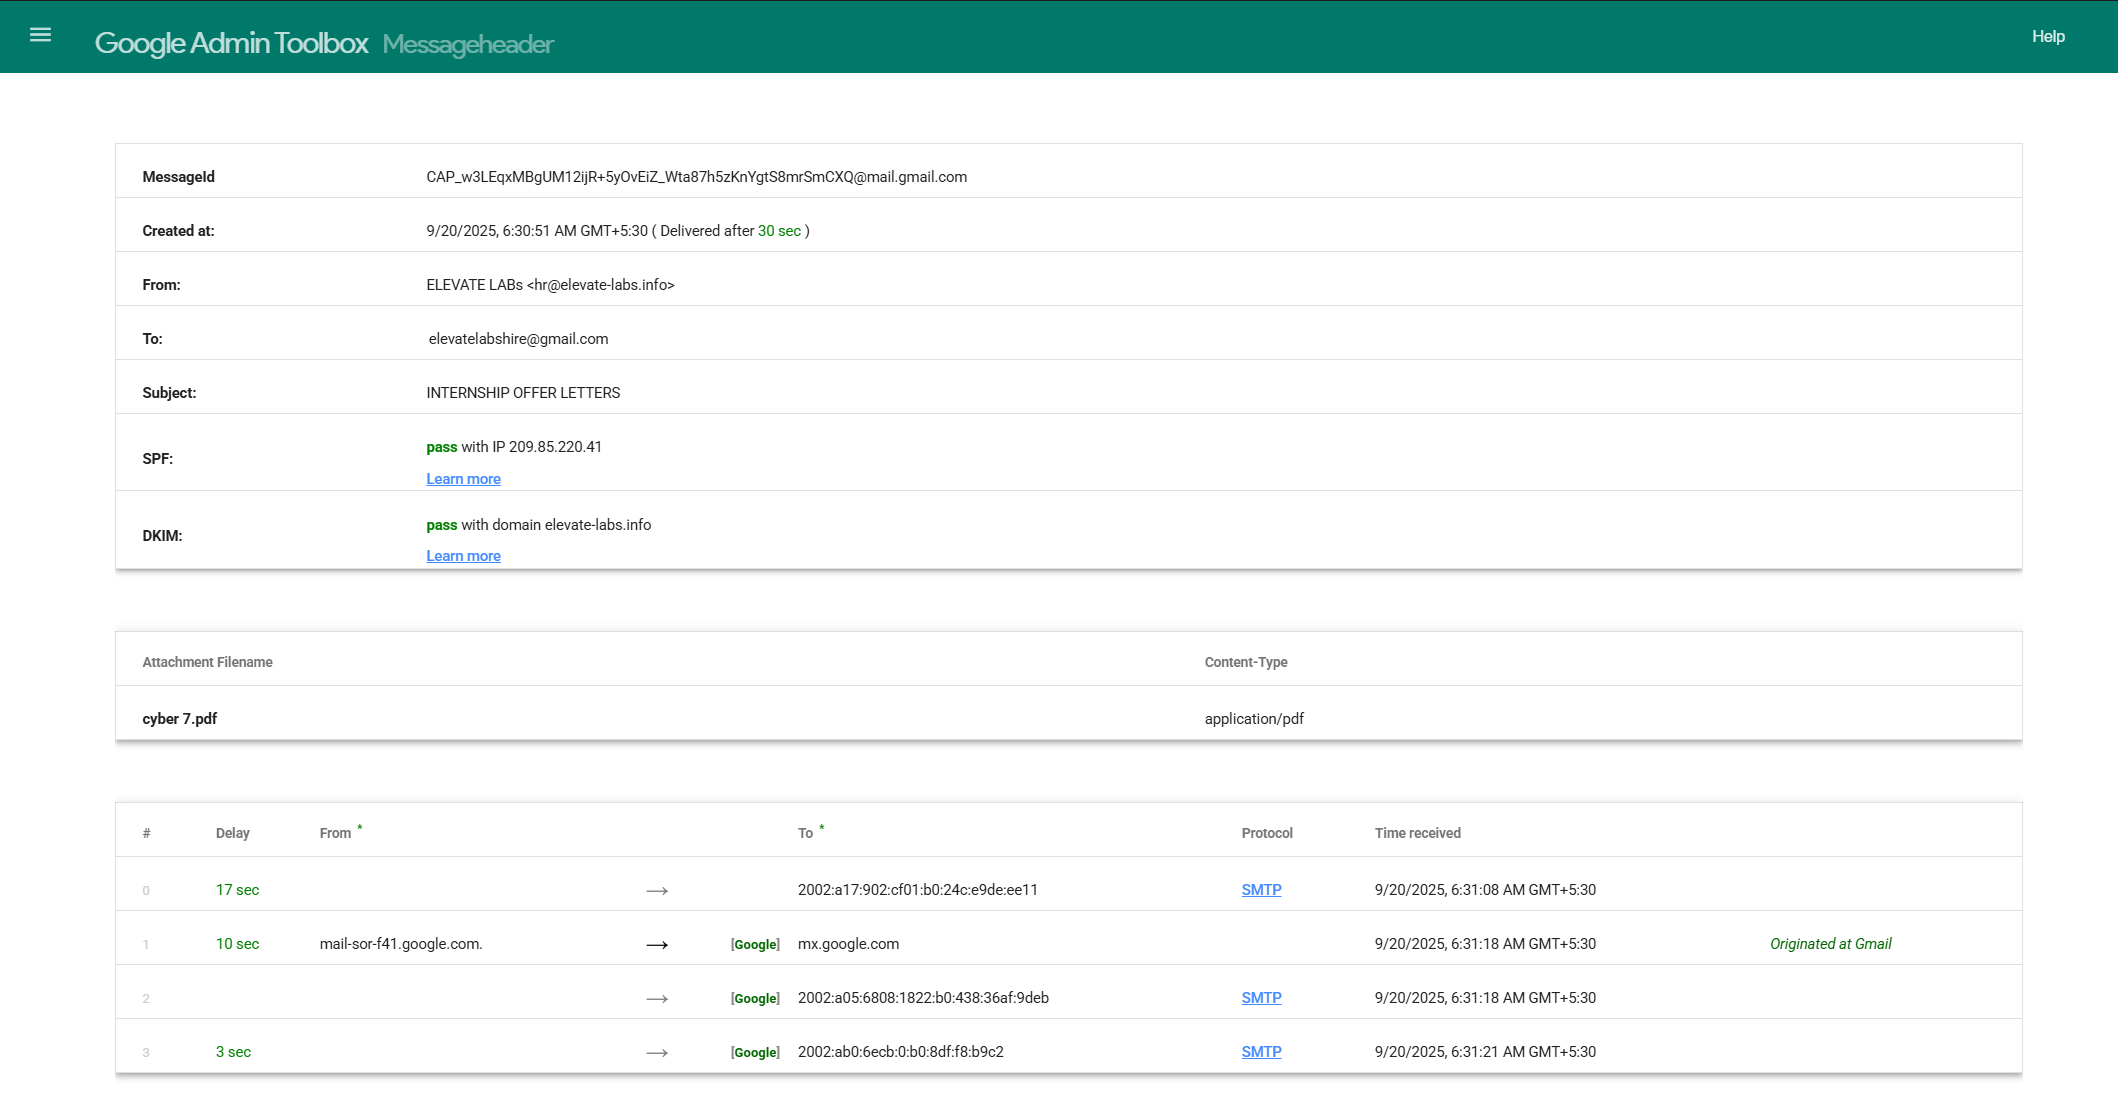 Google Admin Toolbox Messageheader Help
MessageId CAP_w3LEqxMBgUM12ijR+5yOvEiZ_Wta87h5zKnYgtS8mrSmCXQ@mail.gmail.com
Created at: 9/20/2025, 6:30:51 AM GMT+5:30 ( Delivered after 30 sec )
From: ELEVATE LABs <hr@elevate-labs.info>
To: elevatelabshire@gmail.com
Subject: INTERNSHIP OFFER LETTERS
SPF: pass with IP 209.85.220.41
Learn more
DKIM: pass with domain elevate-labs.info
Learn more
Attachment Filename Content-Type
cyber 7.pdf application/pdf
# Delay From * To * Protocol Time received
0 17 sec → 2002:a17:902:cf01:b0:24c:e9de:ee11 SMTP 9/20/2025, 6:31:08 AM GMT+5:30
1 10 sec mail-sor-f41.google.com. → [Google] mx.google.com 9/20/2025, 6:31:18 AM GMT+5:30 Originated at Gmail
2 → [Google] 2002:a05:6808:1822:b0:438:36af:9deb SMTP 9/20/2025, 6:31:18 AM GMT+5:30
3 3 sec → [Google] 2002:ab0:6ecb:0:b0:8df:f8:b9c2 SMTP 9/20/2025, 6:31:21 AM GMT+5:30